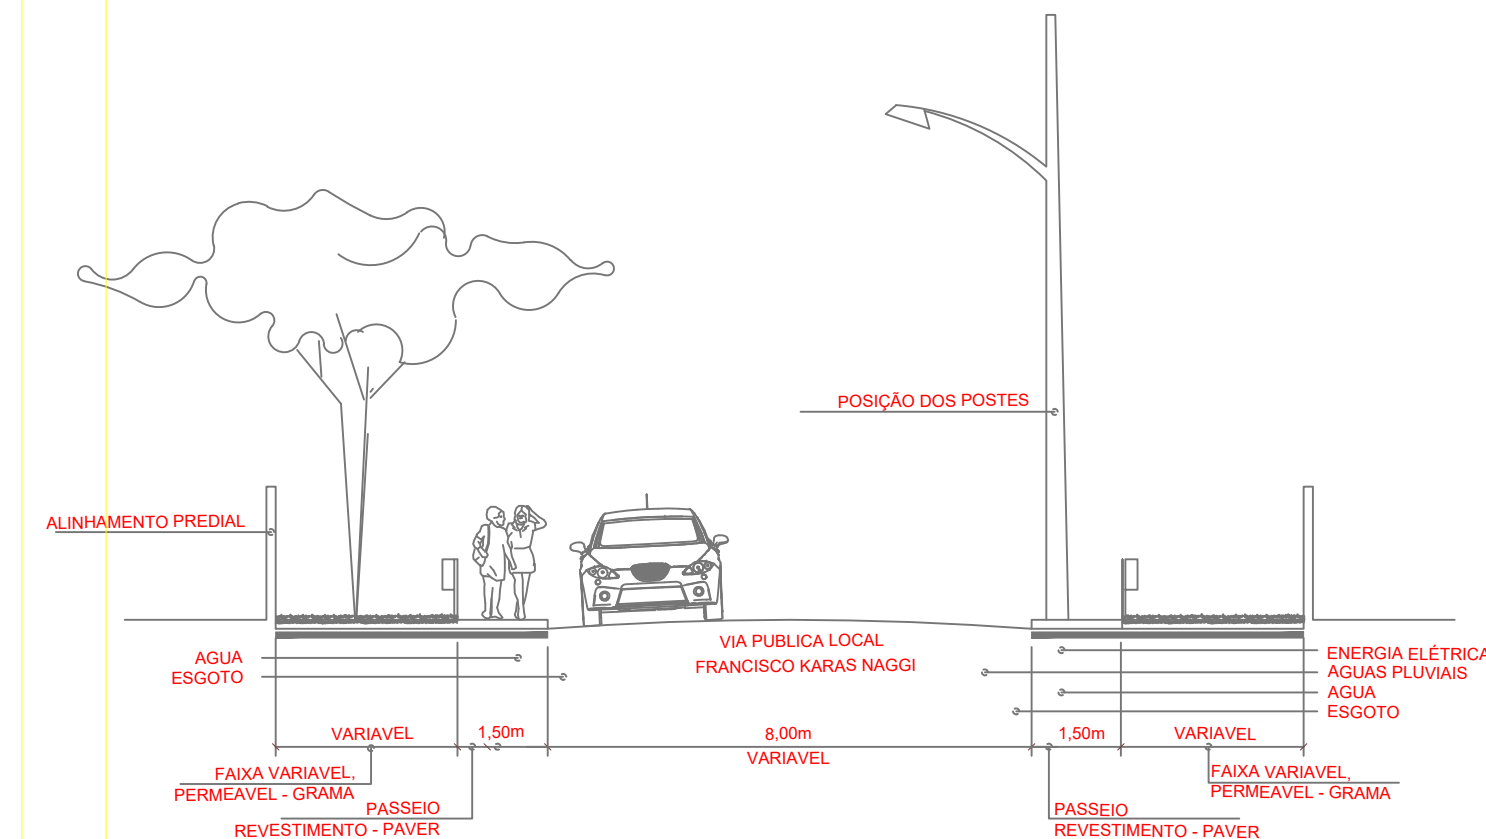 POSIÇÃO DOS POSTES
ALINHAMENTO PREDIAL
VIA PUBLICA LOCAL
FRANCISCO KARAS NAGGI
AGUA
ESGOTO
ENERGIA ELÉTRICA
AGUAS PLUVIAIS
AGUA
ESGOTO
VARIAVEL
1,50m
8,00m
VARIAVEL
1,50m
VARIAVEL
FAIXA VARIAVEL,
PERMEAVEL - GRAMA
PASSEIO
REVESTIMENTO - PAVER
FAIXA VARIAVEL,
PERMEAVEL - GRAMA
PASSEIO
REVESTIMENTO - PAVER